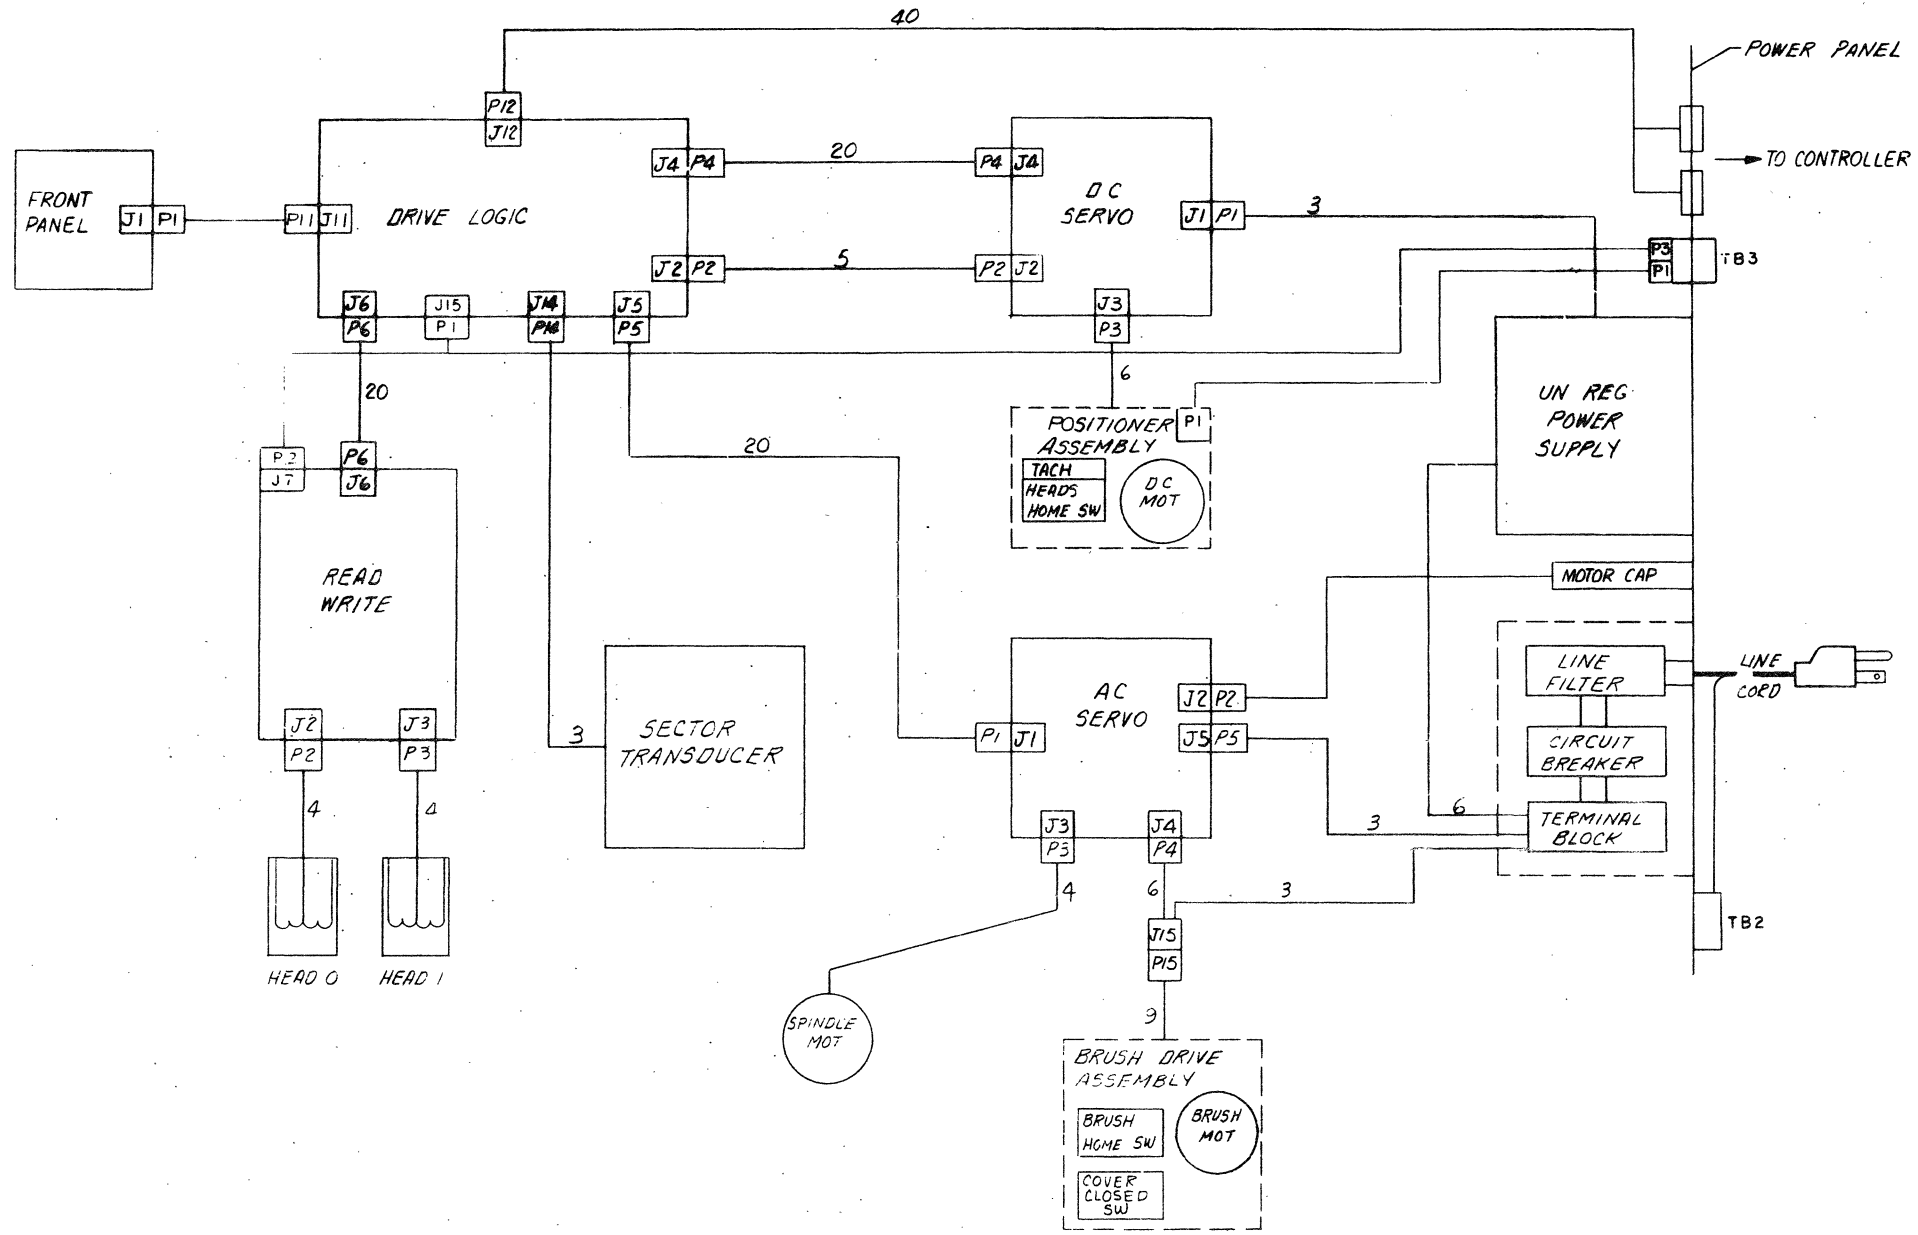 40
POWER PANEL
P12
J12
TO CONTROLLER
J4 P4
20
P4 J4
DC
SERVO
FRONT
PANEL
J1 P1
P11 J11
DRIVE LOGIC
J1 P1
3
J2 P2
5
P2 J2
P3
P1
TB3
J6
P6
J15
P1
J14
P14
J5
P5
J3
P3
20
6
UN REG
POWER
SUPPLY
POSITIONER
ASSEMBLY
P1
TACH
HEADS
HOME SW
DC
MOT
20
P2
J7
P6
J6
READ
WRITE
MOTOR CAP
LINE
FILTER
LINE
CORD
AC
SERVO
J2 P2
J5 P5
P1 J1
SECTOR
TRANSDUCER
3
CIRCUIT
BREAKER
J2
P2
J3
P3
6
TERMINAL
BLOCK
3
4
4
J3
P3
J4
P4
4
6
3
J15
P15
TB2
HEAD 0
HEAD 1
SPINDLE
MOT
9
BRUSH DRIVE
ASSEMBLY
BRUSH
HOME SW
BRUSH
MOT
COVER
CLOSED
SW